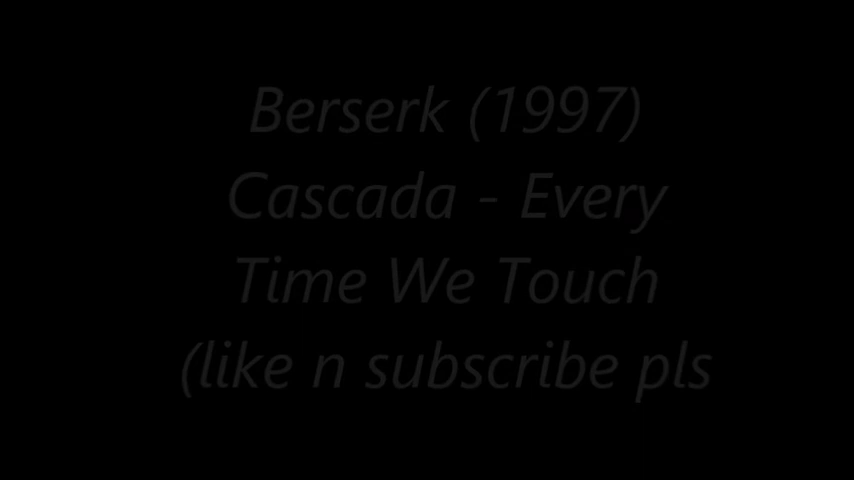 Berserk (1997)
Cascada - Every
Time We Touch
(like n subscribe pls